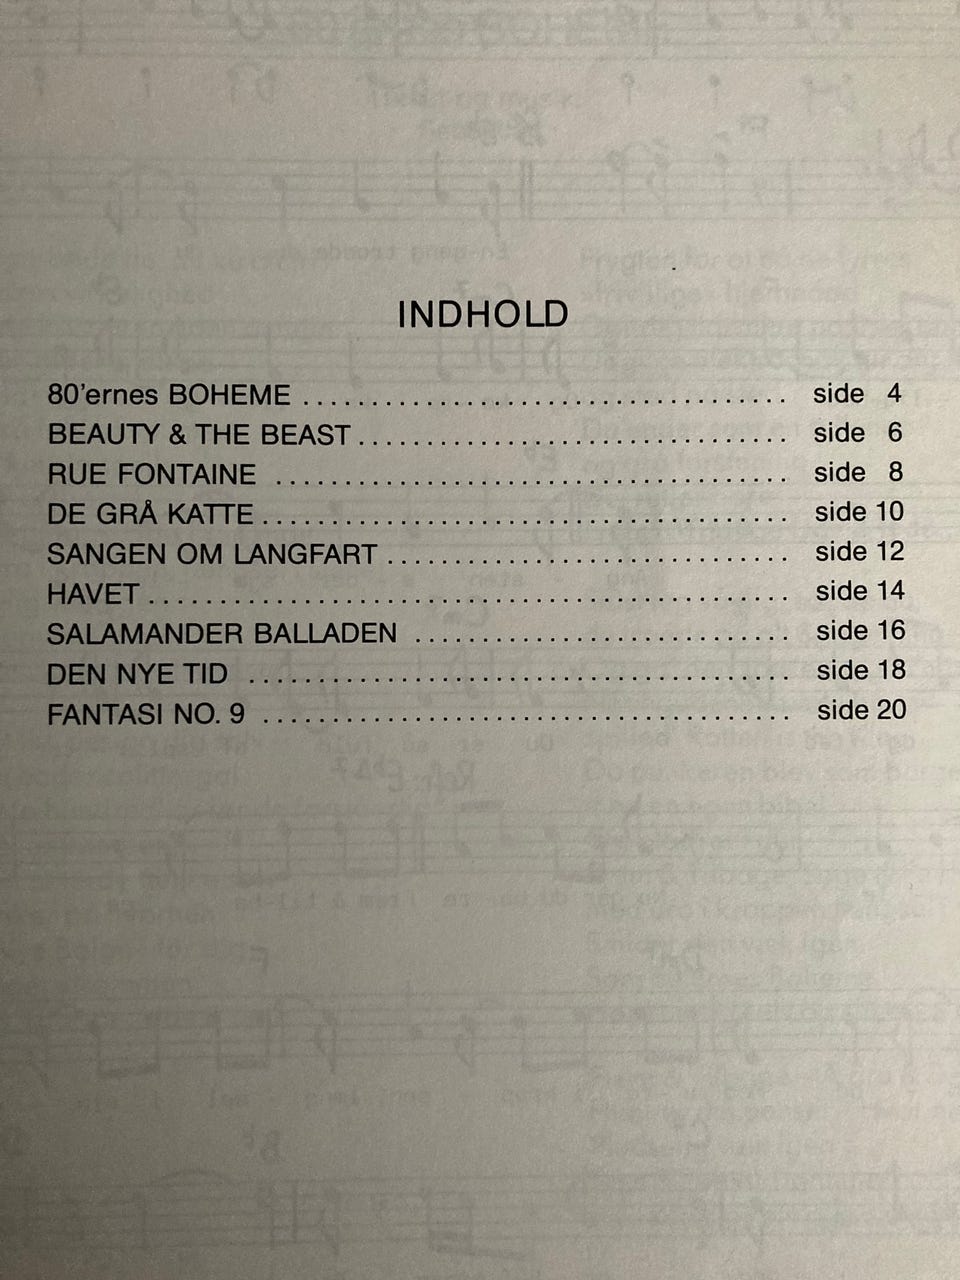 INDHOLD
80'ernes BOHEME ........................................ side 4
BEAUTY & THE BEAST .................................... side 6
RUE FONTAINE ........................................... side 8
DE GRÅ KATTE ............................................ side 10
SANGEN OM LANGFART .................................. side 12
HAVET ...................................................... side 14
SALAMANDER BALLADEN ................................ side 16
DEN NYE TID .............................................. side 18
FANTASI NO. 9 ............................................. side 20